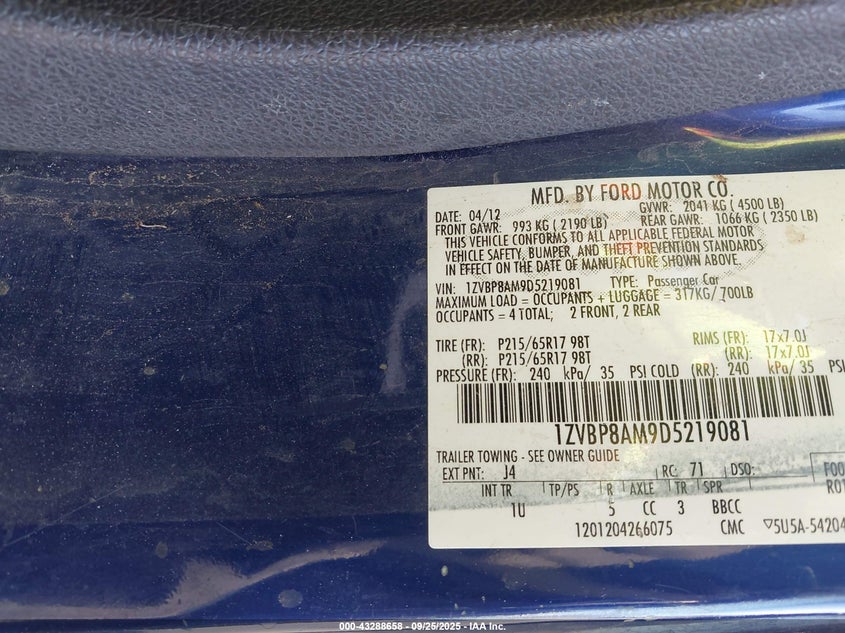 MFD. BY FORD MOTOR CO.
DATE: 04/12 GVWR: 2041 KG ( 4500 LB)
FRONT GAWR: 993 KG ( 2190 LB) REAR GAWR: 1066 KG ( 2350 LB)
THIS VEHICLE CONFORMS TO ALL APPLICABLE FEDERAL MOTOR
VEHICLE SAFETY, BUMPER, AND THEFT PREVENTION STANDARDS
IN EFFECT ON THE DATE OF MANUFACTURE SHOWN ABOVE.
VIN: 1ZVBP8AM9D5219081 TYPE: Passenger Car
MAXIMUM LOAD = OCCUPANTS + LUGGAGE = 317KG/ 700LB
OCCUPANTS = 4 TOTAL; 2 FRONT, 2 REAR
TIRE (FR): P215/65R17 98T RIMS (FR): 17x7.0J
(RR): P215/65R17 98T (RR): 17x7.0J
PRESSURE (FR): 240 kPa/ 35 PSI COLD (RR): 240 kPa/ 35 PSI
1ZVBP8AM9D5219081
TRAILER TOWING - SEE OWNER GUIDE
EXT PNT: J4 RC: 71 DSO: F00
INT TR TP/PS R AXLE TR SPR R01
1U 5 CC 3 BBCC
1201204266075 CMC ▽5U5A-54204
000-43288658 - 09/25/2025 - IAA Inc.